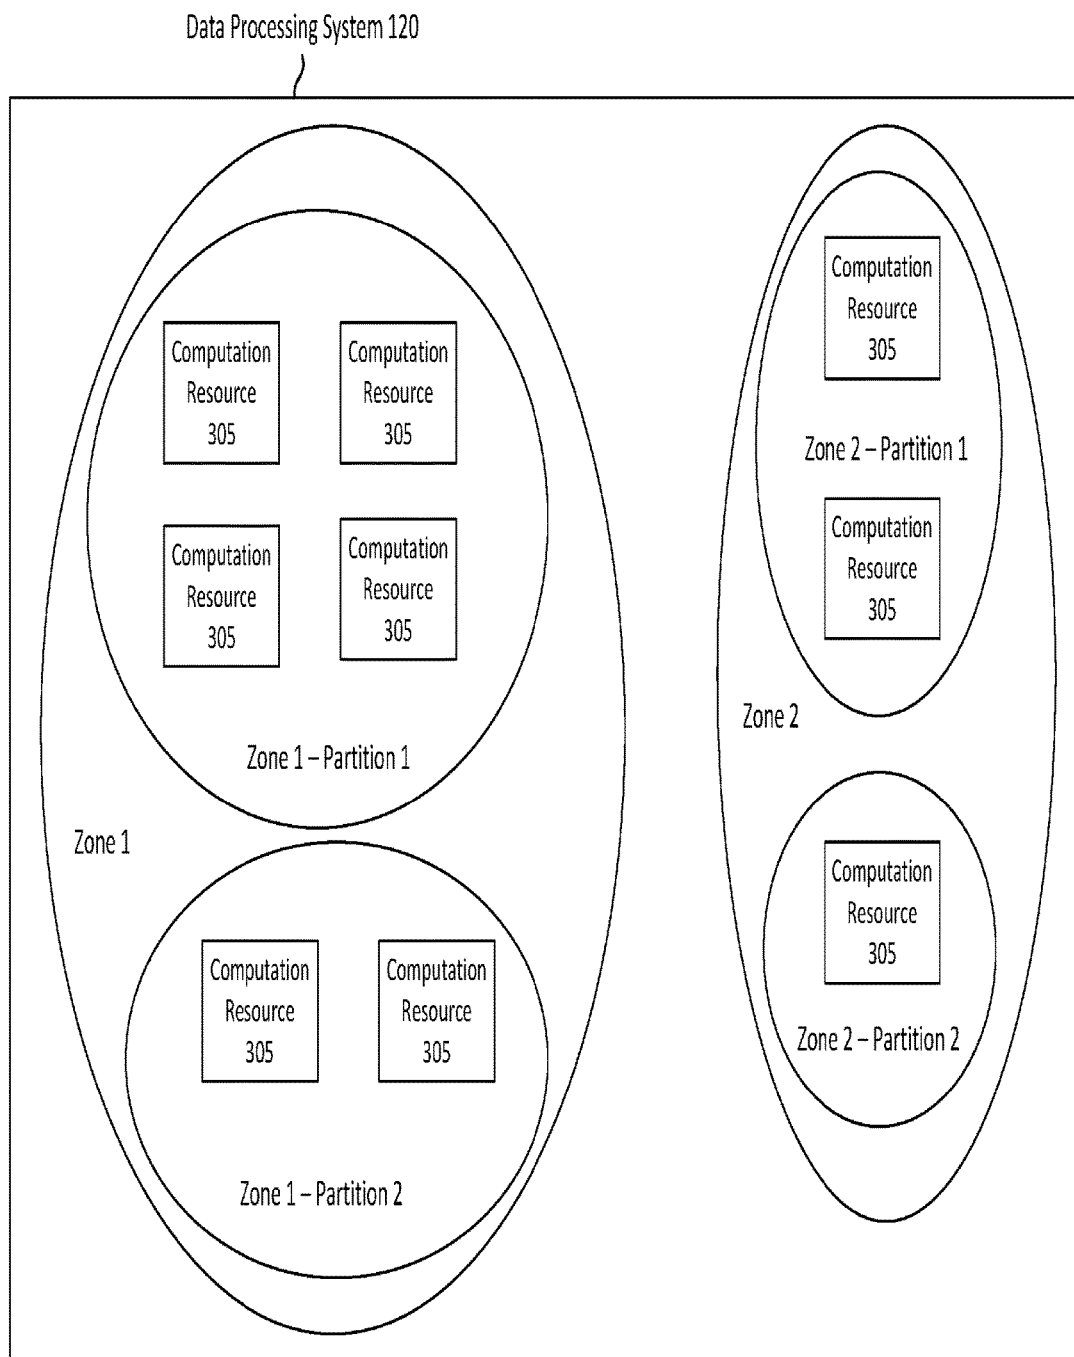 Data Processing System 120
Computation
Resource
305
Computation
Resource
305
Computation
Resource
305
Computation
Resource
305
Zone 1 – Partition 1
Zone 1
Computation
Resource
305
Computation
Resource
305
Zone 1 – Partition 2
Computation
Resource
305
Zone 2 – Partition 1
Computation
Resource
305
Zone 2
Computation
Resource
305
Zone 2 – Partition 2